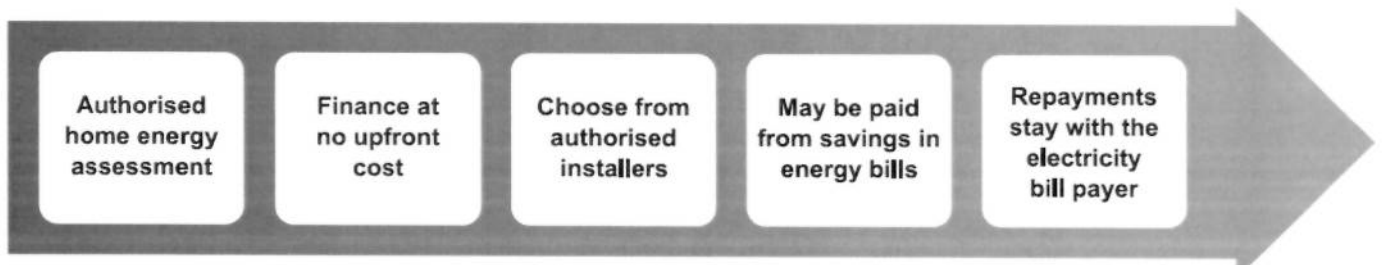 Authorised
home energy
assessment
Finance at
no upfront
cost
Choose from
authorised
installers
May be paid
from savings in
energy bills
Repayments
stay with the
electricity
bill payer